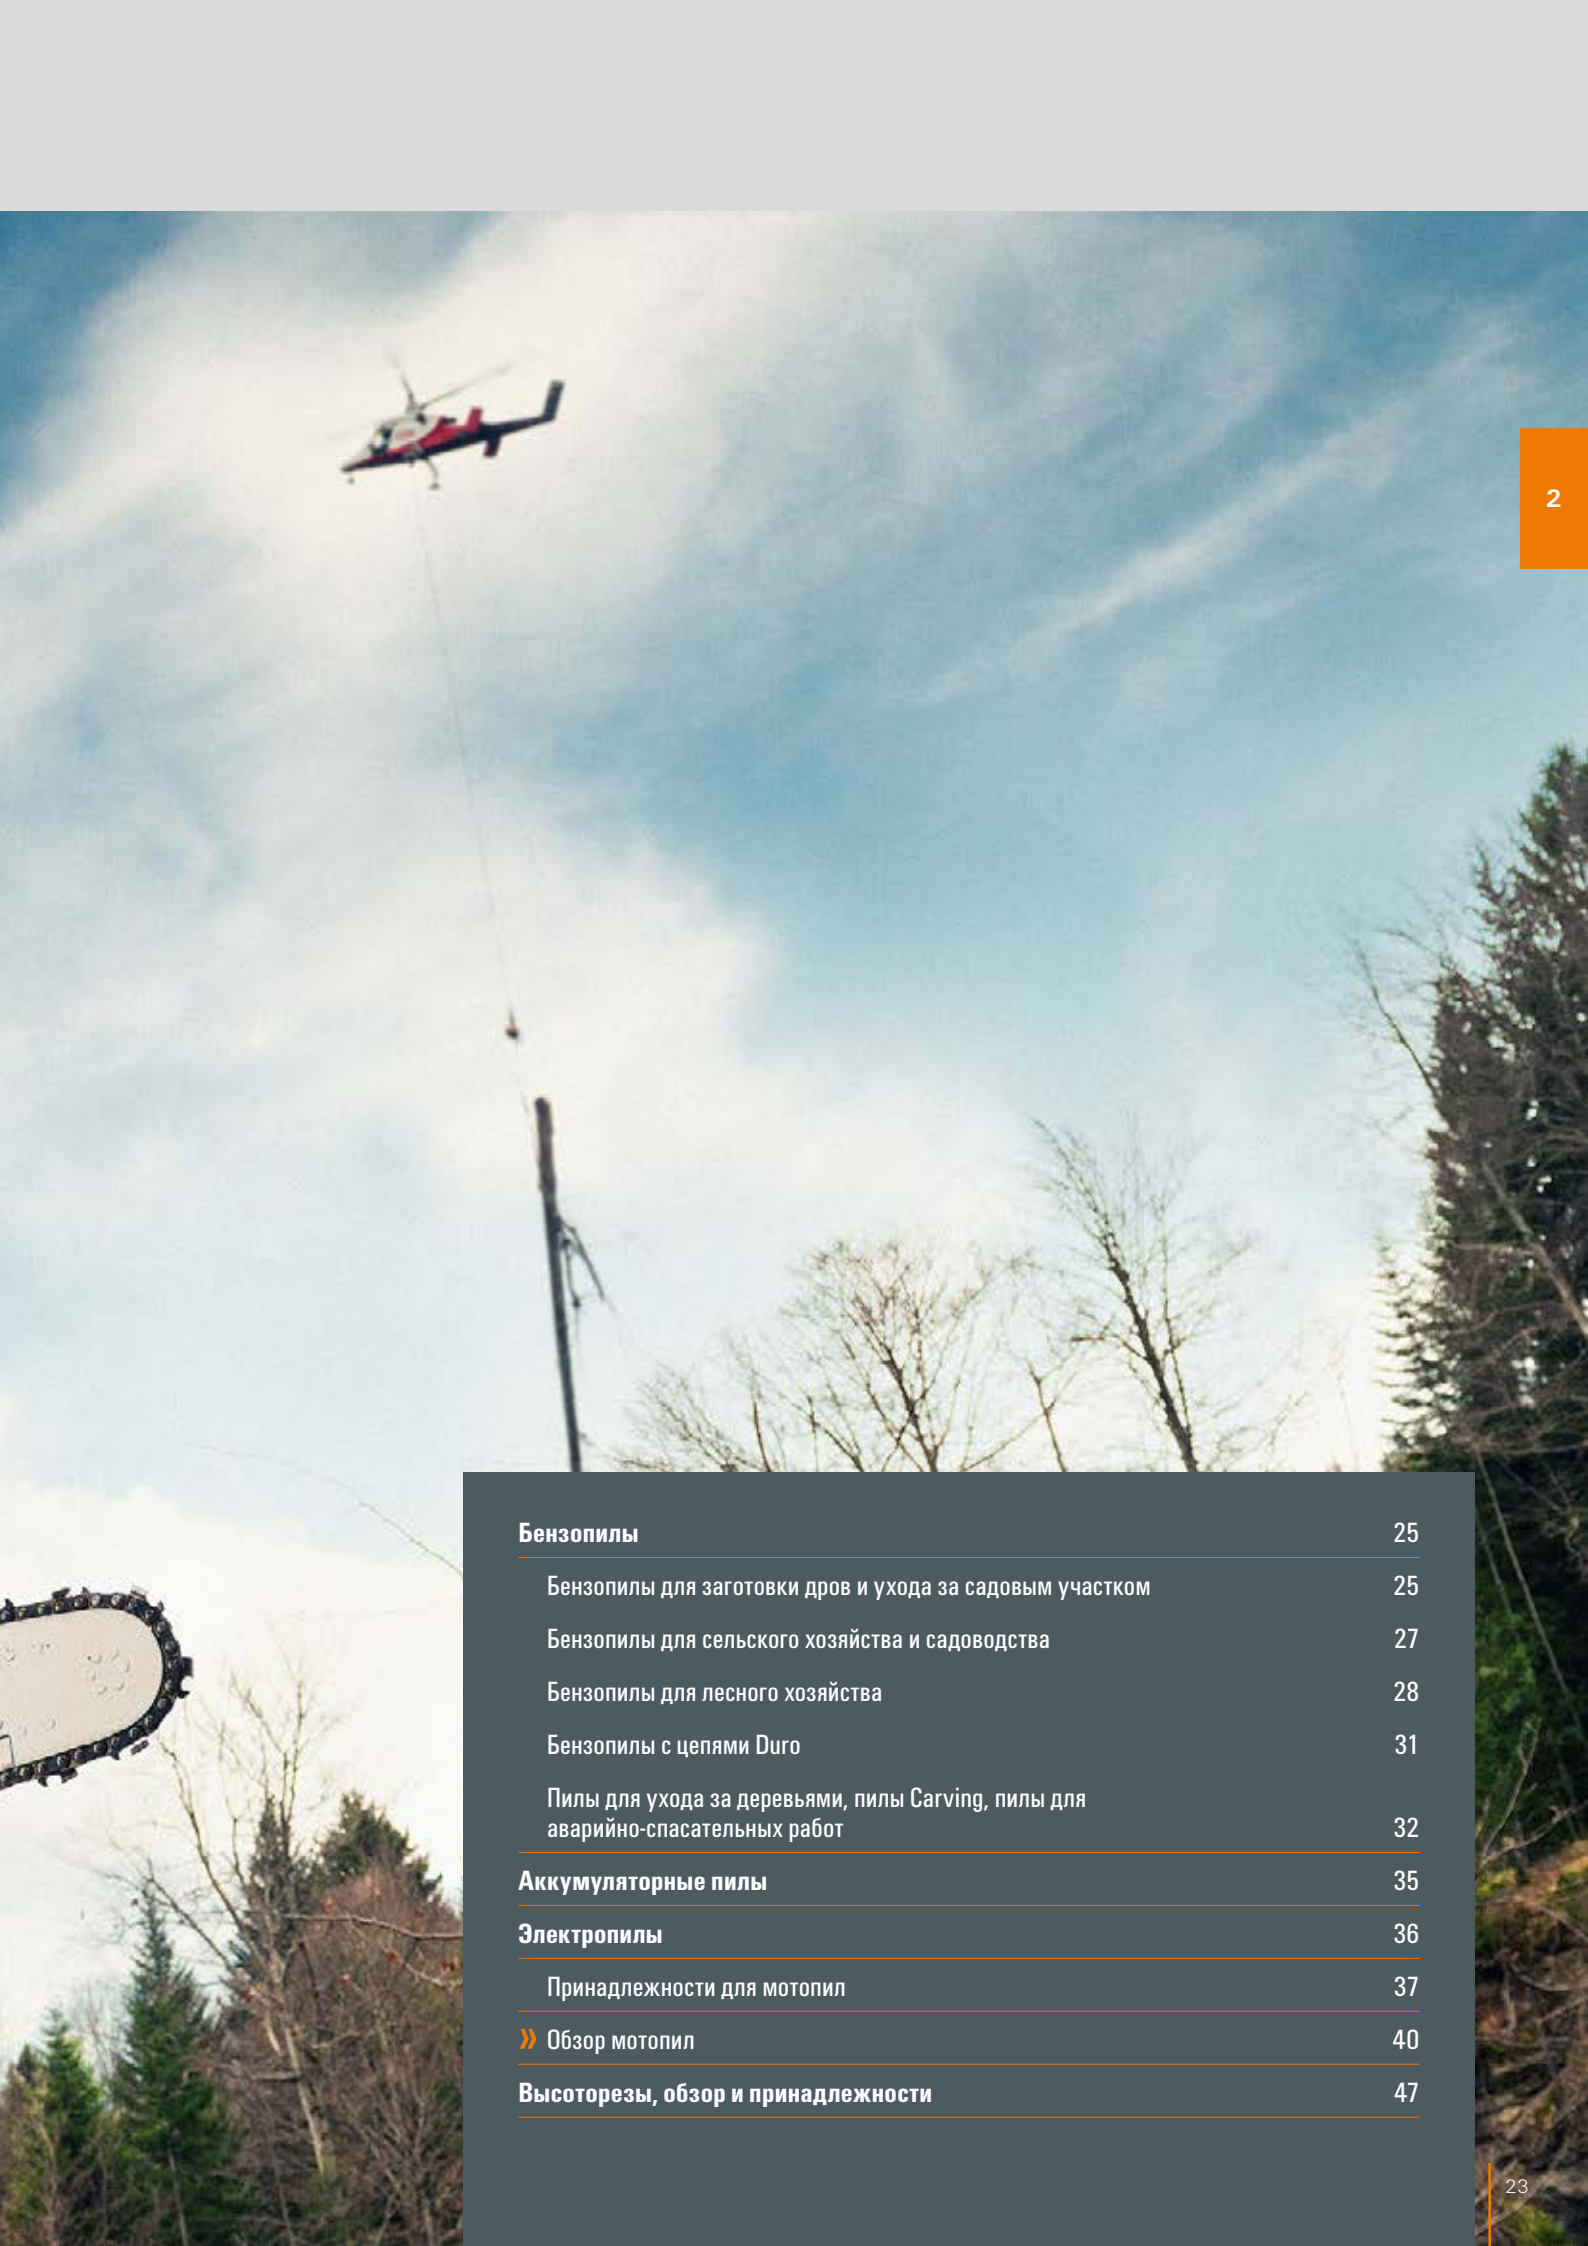 2
Бензопилы 25
Бензопилы для заготовки дров и ухода за садовым участком 25
Бензопилы для сельского хозяйства и садоводства 27
Бензопилы для лесного хозяйства 28
Бензопилы с цепями Duro 31
Пилы для ухода за деревьями, пилы Carving, пилы для
аварийно-спасательных работ 32
Аккумуляторные пилы 35
Электропилы 36
Принадлежности для мотопил 37
» Обзор мотопил 40
Высоторезы, обзор и принадлежности 47
23